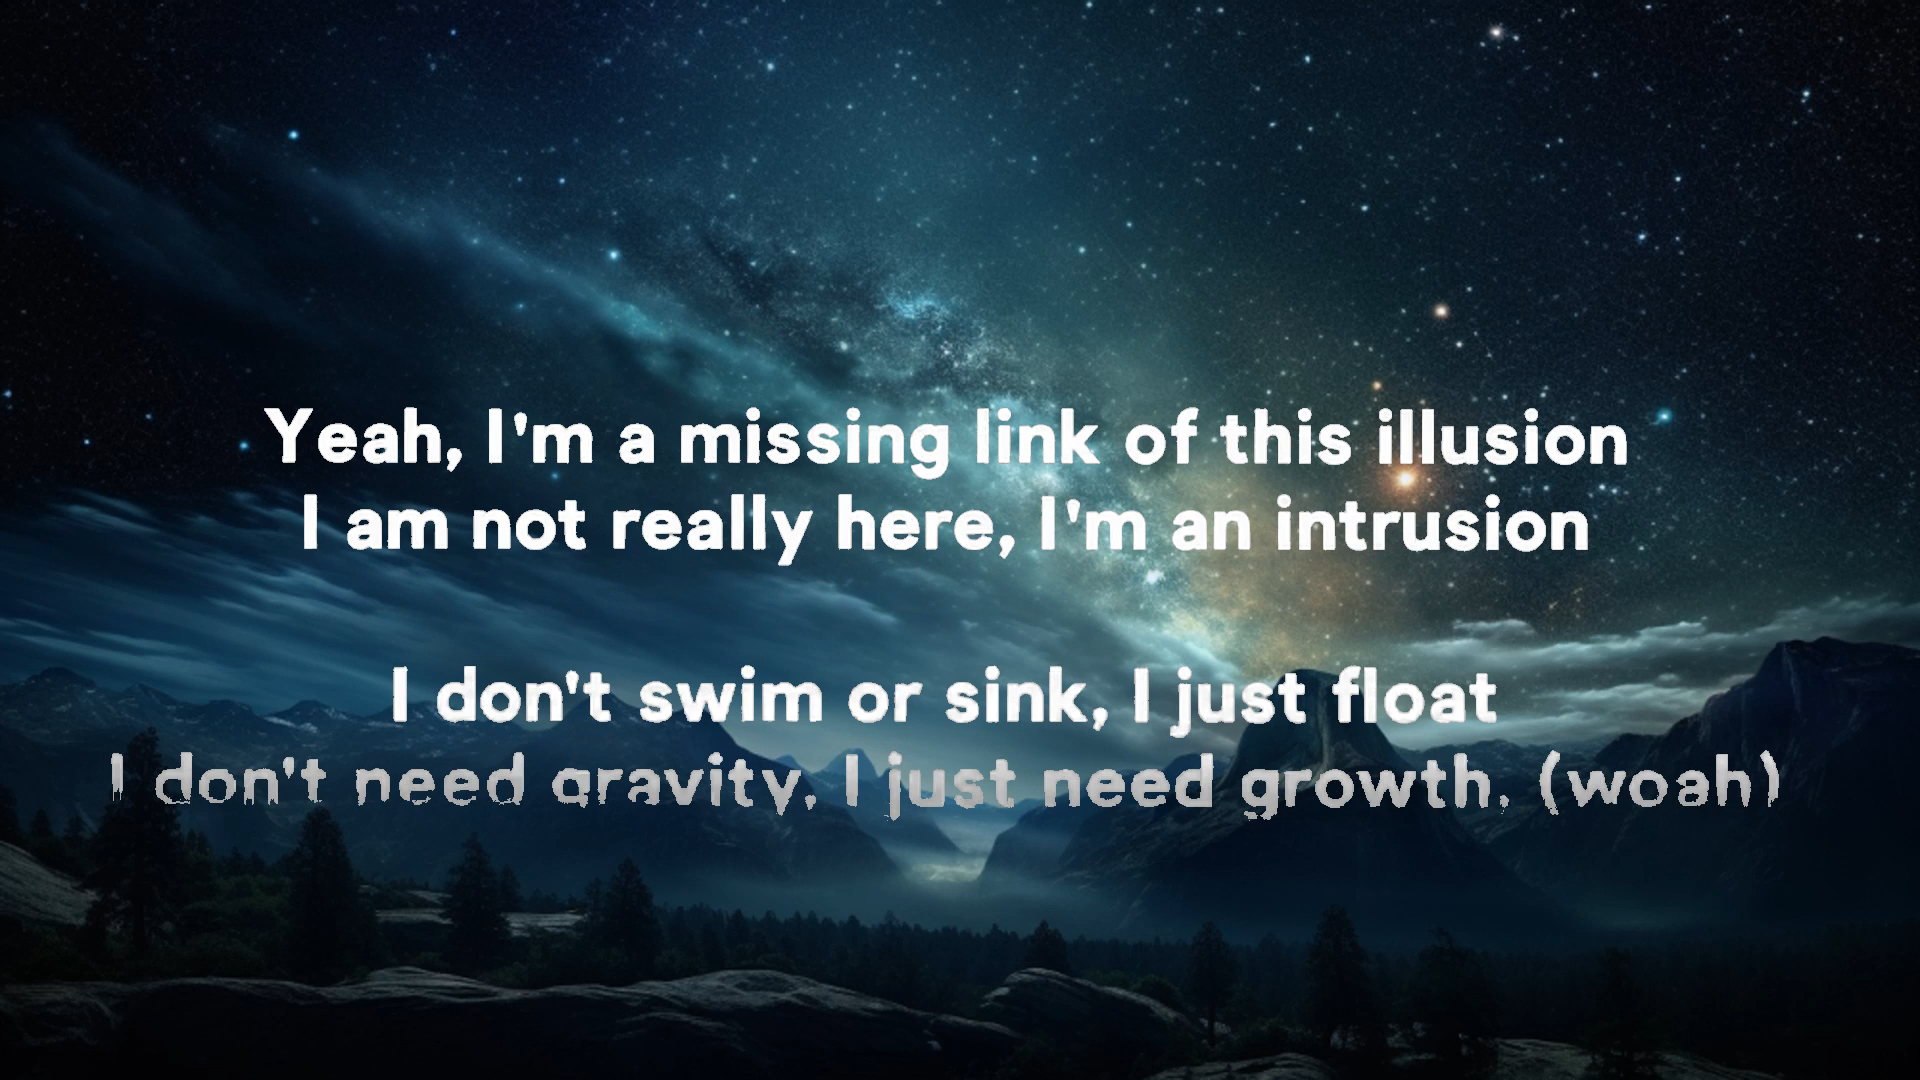 Yeah, I'm a missing link of this illusion
I am not really here, I'm an intrusion
I don't swim or sink, I just float
I don't need gravity, I just need growth. (woah)